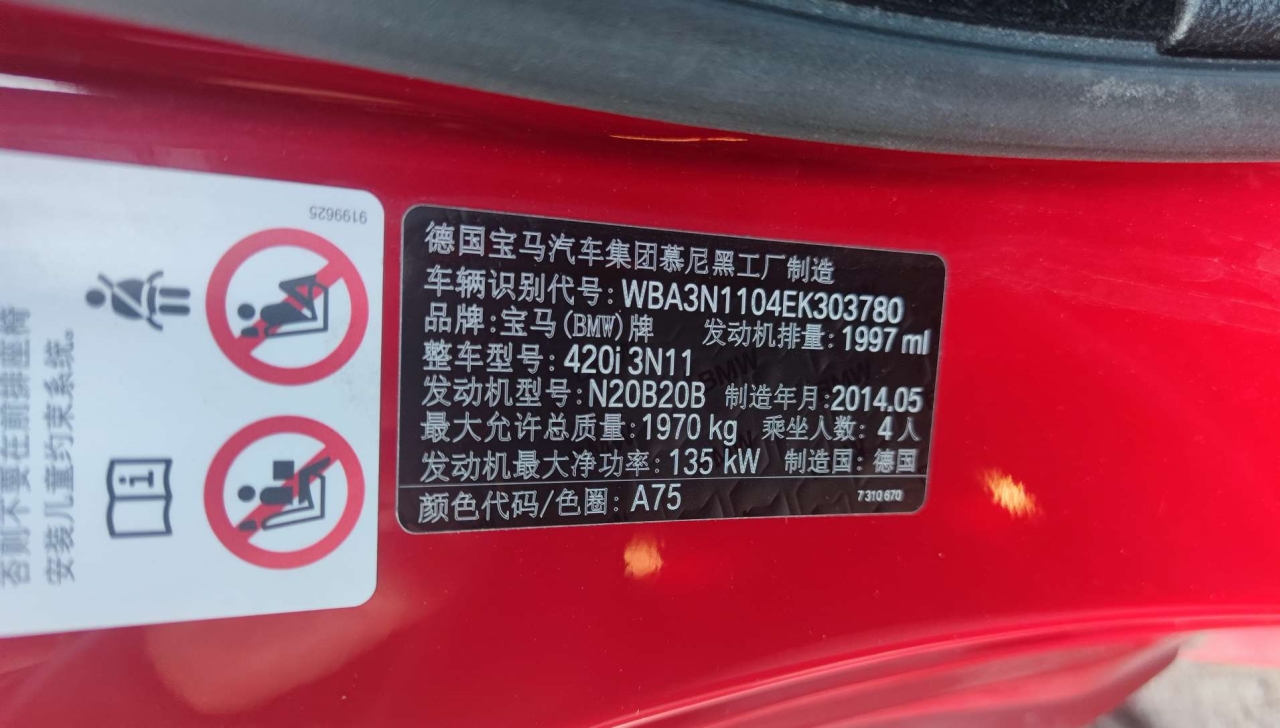 德国宝马汽车集团慕尼黑工厂制造
车辆识别代号: WBA3N1104EK303780
品牌: 宝马(BMW)牌 发动机排量: 1997 ml
整车型号: 420i 3N11
发动机型号: N20B20B 制造年月: 2014.05
最大允许总质量: 1970 kg 乘坐人数: 4人
发动机最大净功率: 135 kW 制造国: 德国
颜色代码/色圈: A75 7 310 670
9199625
否则不要在前排座椅
安装儿童约束系统。